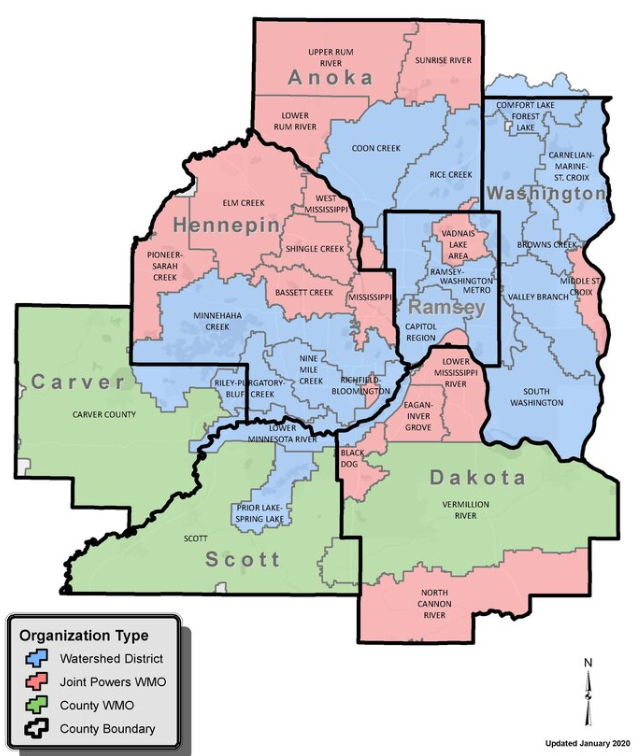 UPPER RUM
RIVER
SUNRISE RIVER
Anoka
LOWER
RUM RIVER
COMFORT LAKE
FOREST
LAKE
COON CREEK
CARNELIAN-
MARINE-
ST. CROIX
RICE CREEK
Washington
ELM CREEK
WEST
MISSISSIPPI
Hennepin
VADNAIS
LAKE
AREA
BROWNS CREEK
SHINGLE CREEK
PIONEER-
SARAH
CREEK
RAMSEY-
WASHINGTON
METRO
MIDDLE ST.
CROIX
BASSETT CREEK
MISSISSIPPI
VALLEY BRANCH
Ramsey
MINNEHAHA
CREEK
CAPITOL
REGION
NINE
MILE
CREEK
LOWER
MISSISSIPPI
RIVER
Carver
RILEY-PURGATORY-
BLUFF CREEK
RICHFIELD-
BLOOMINGTON
SOUTH
WASHINGTON
CARVER COUNTY
EAGAN-
INVER
GROVE
LOWER
MINNESOTA RIVER
BLACK
DOG
Dakota
VERMILLION
RIVER
PRIOR LAKE-
SPRING LAKE
SCOTT
Scott
NORTH
CANNON
RIVER
Organization Type
Watershed District
Joint Powers WMO
County WMO
County Boundary
N
Updated January 2020